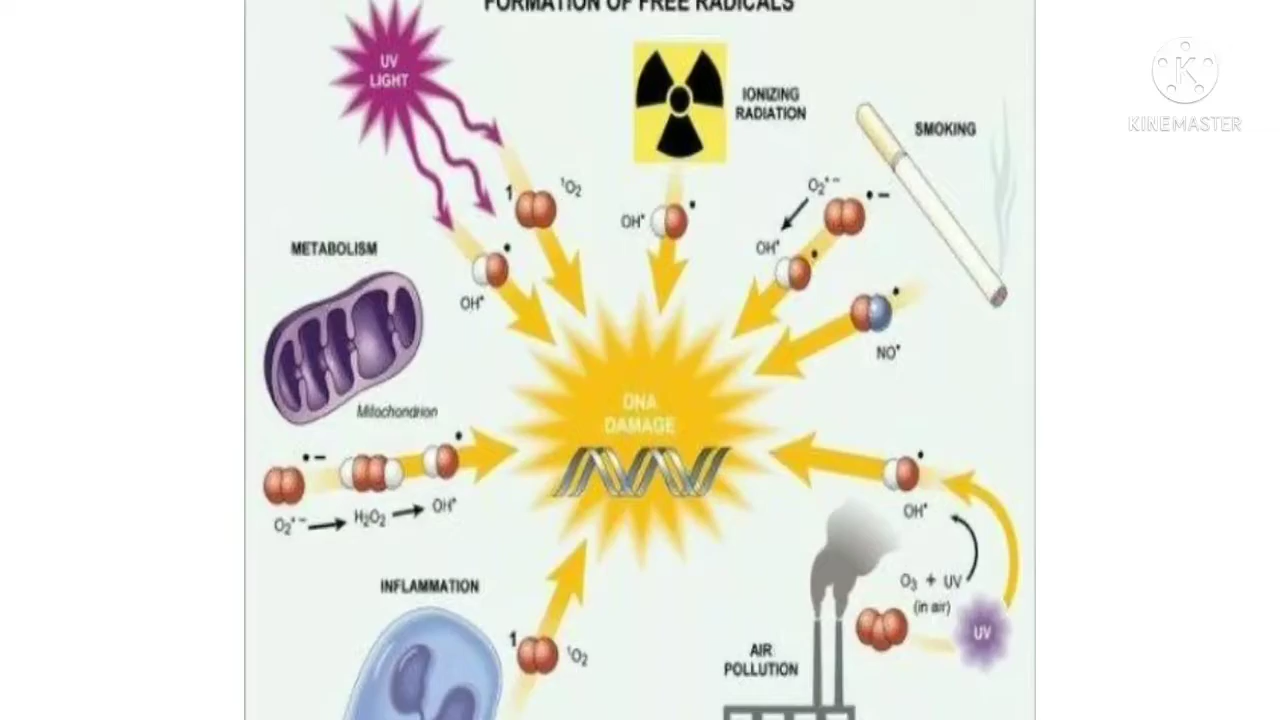 FORMATION OF FREE RADICALS
UV
LIGHT
IONIZING
RADIATION
SMOKING
KINEMASTER
1
¹O₂
OH•
OH•
O₂•−
•−
OH•
NO•
METABOLISM
Mitochondrion
DNA
DAMAGE
•−
O₂•− → H₂O₂ → OH•
OH•
INFLAMMATION
1
¹O₂
O₃ + UV
(in air)
UV
AIR
POLLUTION